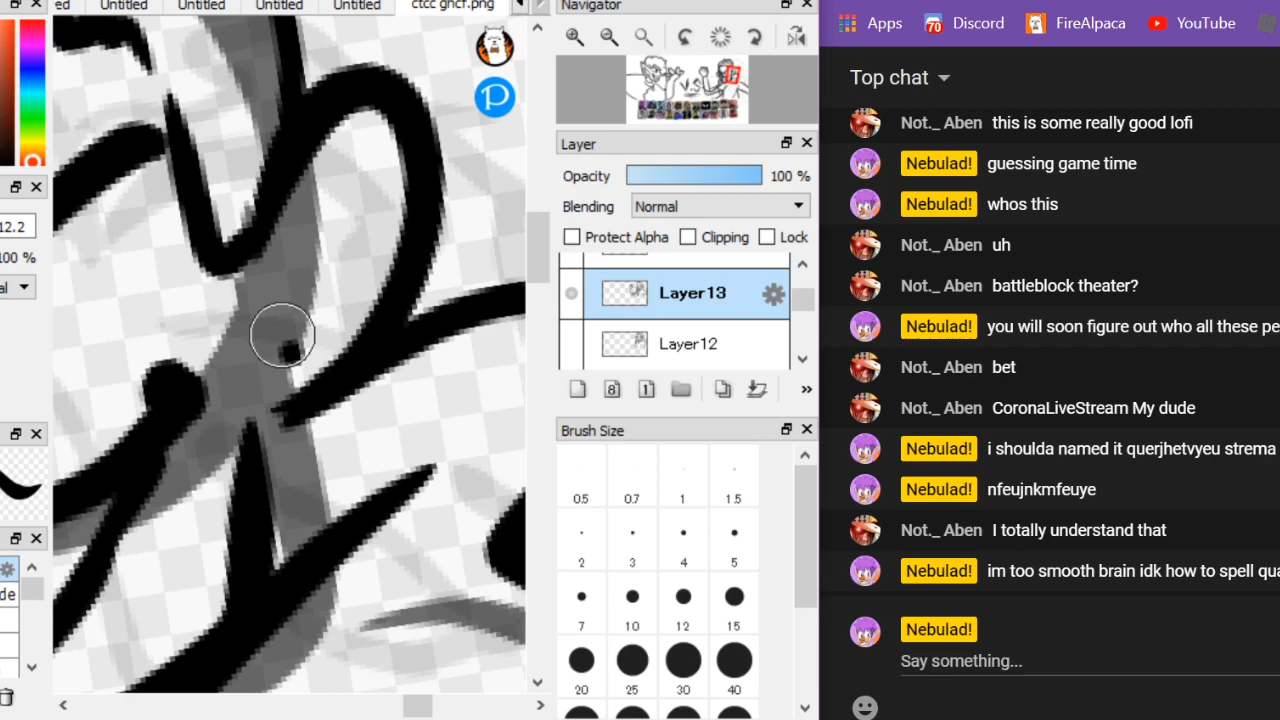 ed Untitled Untitled Untitled Untitled ctcc ghcf.png
Navigator
Apps 70 Discord FireAlpaca YouTube
Top chat
Layer
Opacity 100 %
Blending Normal
Protect Alpha Clipping Lock
Layer13
Layer12
8 1
12.2
100 %
al
de
Brush Size
0.5 0.7 1 1.5
2 3 4 5
7 10 12 15
20 25 30 40
Not._ Aben this is some really good lofi
Nebulad! guessing game time
Nebulad! whos this
Not._ Aben uh
Not._ Aben battleblock theater?
Nebulad! you will soon figure out who all these pe
Not._ Aben bet
Not._ Aben CoronaLiveStream My dude
Nebulad! i shoulda named it querjhetvyeu strema
Nebulad! nfeujnkmfeuye
Not._ Aben I totally understand that
Nebulad! im too smooth brain idk how to spell qua
Nebulad!
Say something...